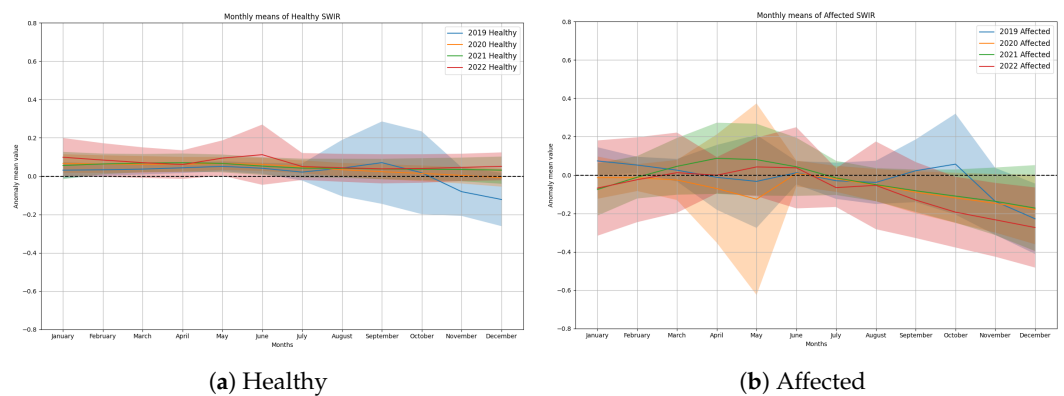 Monthly means of Healthy SWIR
0.8
0.6
0.4
0.2
0.0
−0.2
−0.4
−0.6
−0.8
Anomaly mean value
2019 Healthy
2020 Healthy
2021 Healthy
2022 Healthy
January February March April May June July August September October November December
Months
(a) Healthy
Monthly means of Affected SWIR
0.8
0.6
0.4
0.2
0.0
−0.2
−0.4
−0.6
−0.8
Anomaly mean value
2019 Affected
2020 Affected
2021 Affected
2022 Affected
January February March April May June July August September October November December
Months
(b) Affected